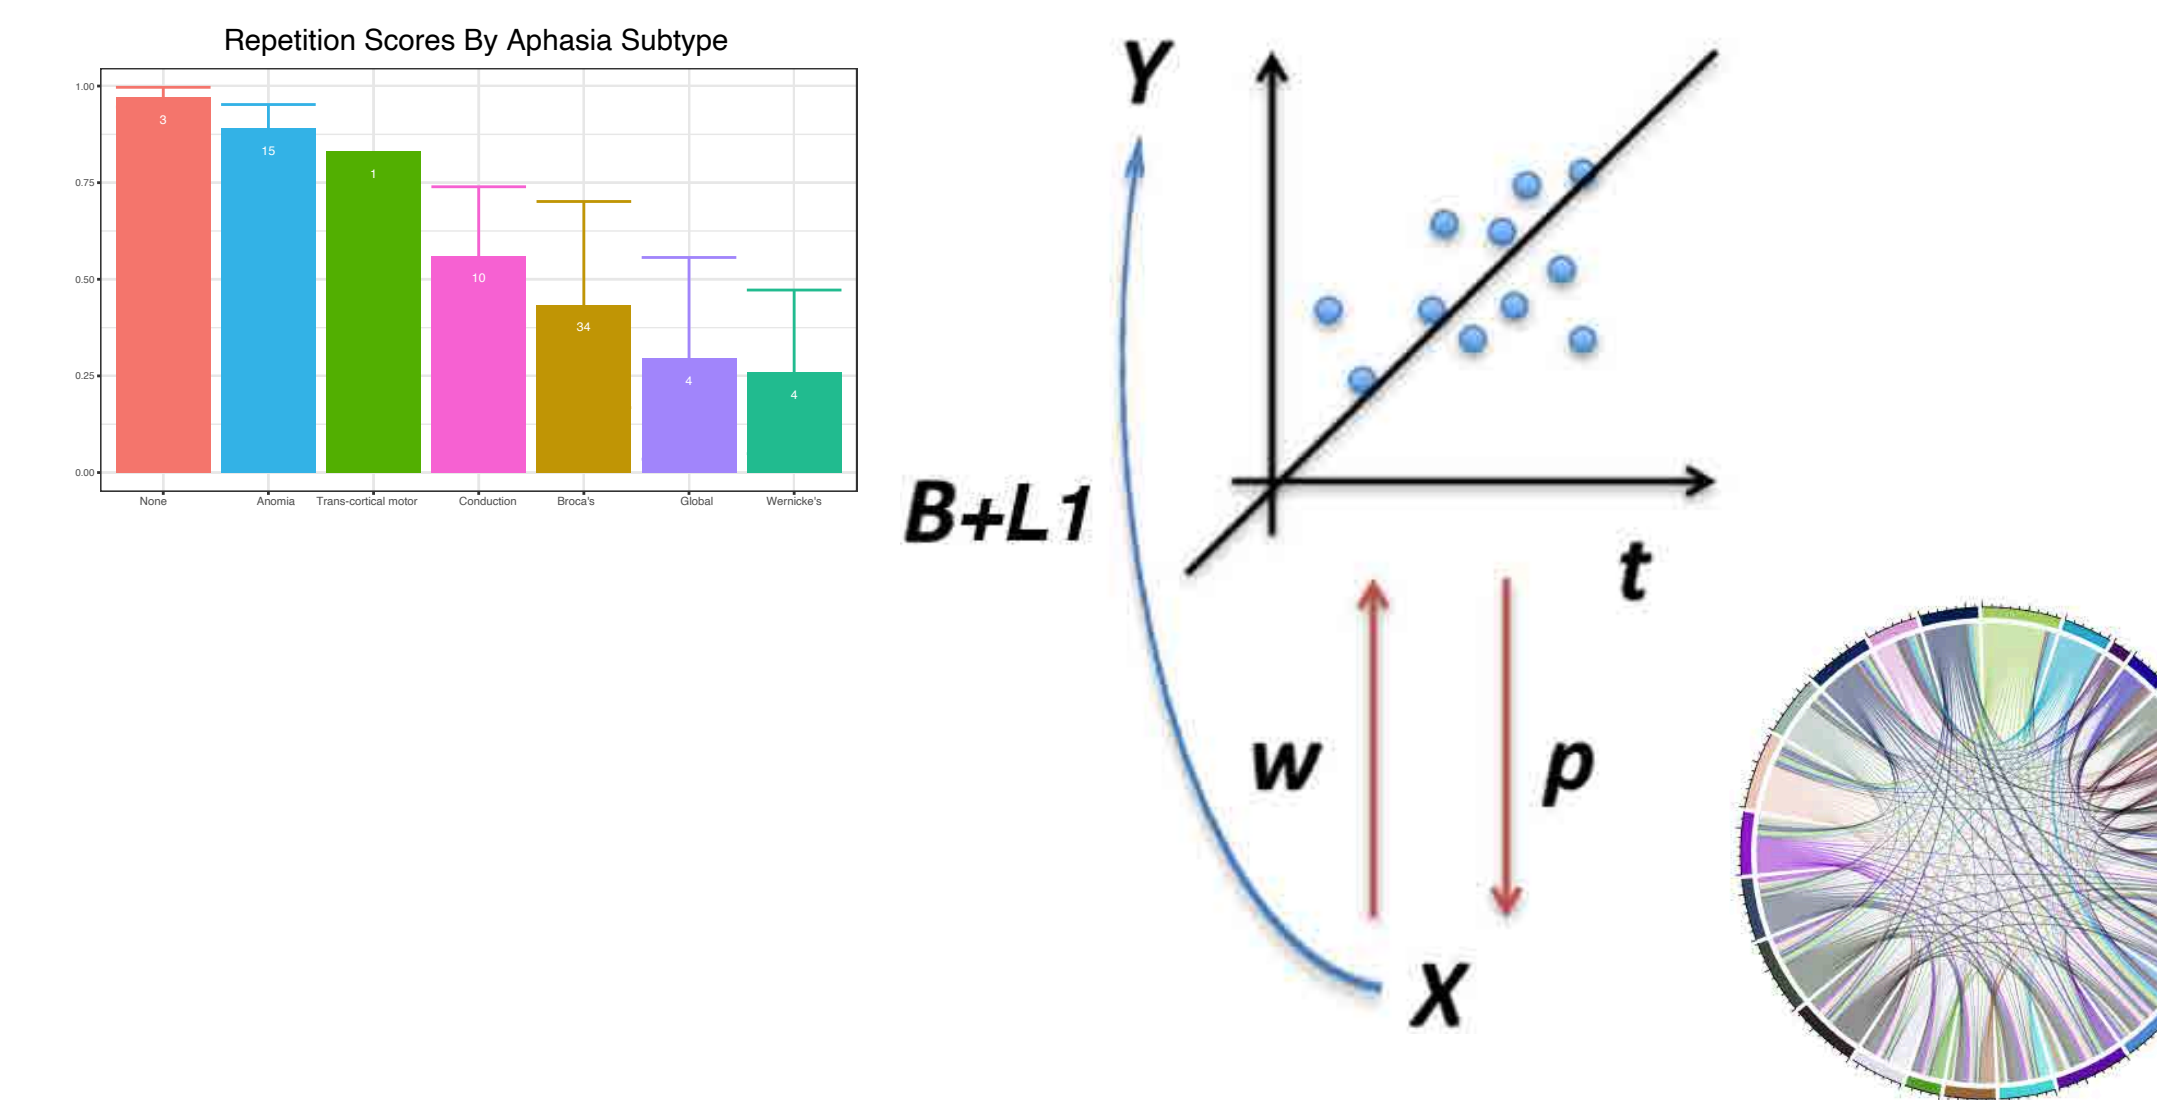 Repetition Scores By Aphasia Subtype
1.00
0.75
0.50
0.25
0.00
3
15
1
10
34
4
4
None Anomia Trans-cortical motor Conduction Broca's Global Wernicke's
Y
B+L1
t
w
p
X